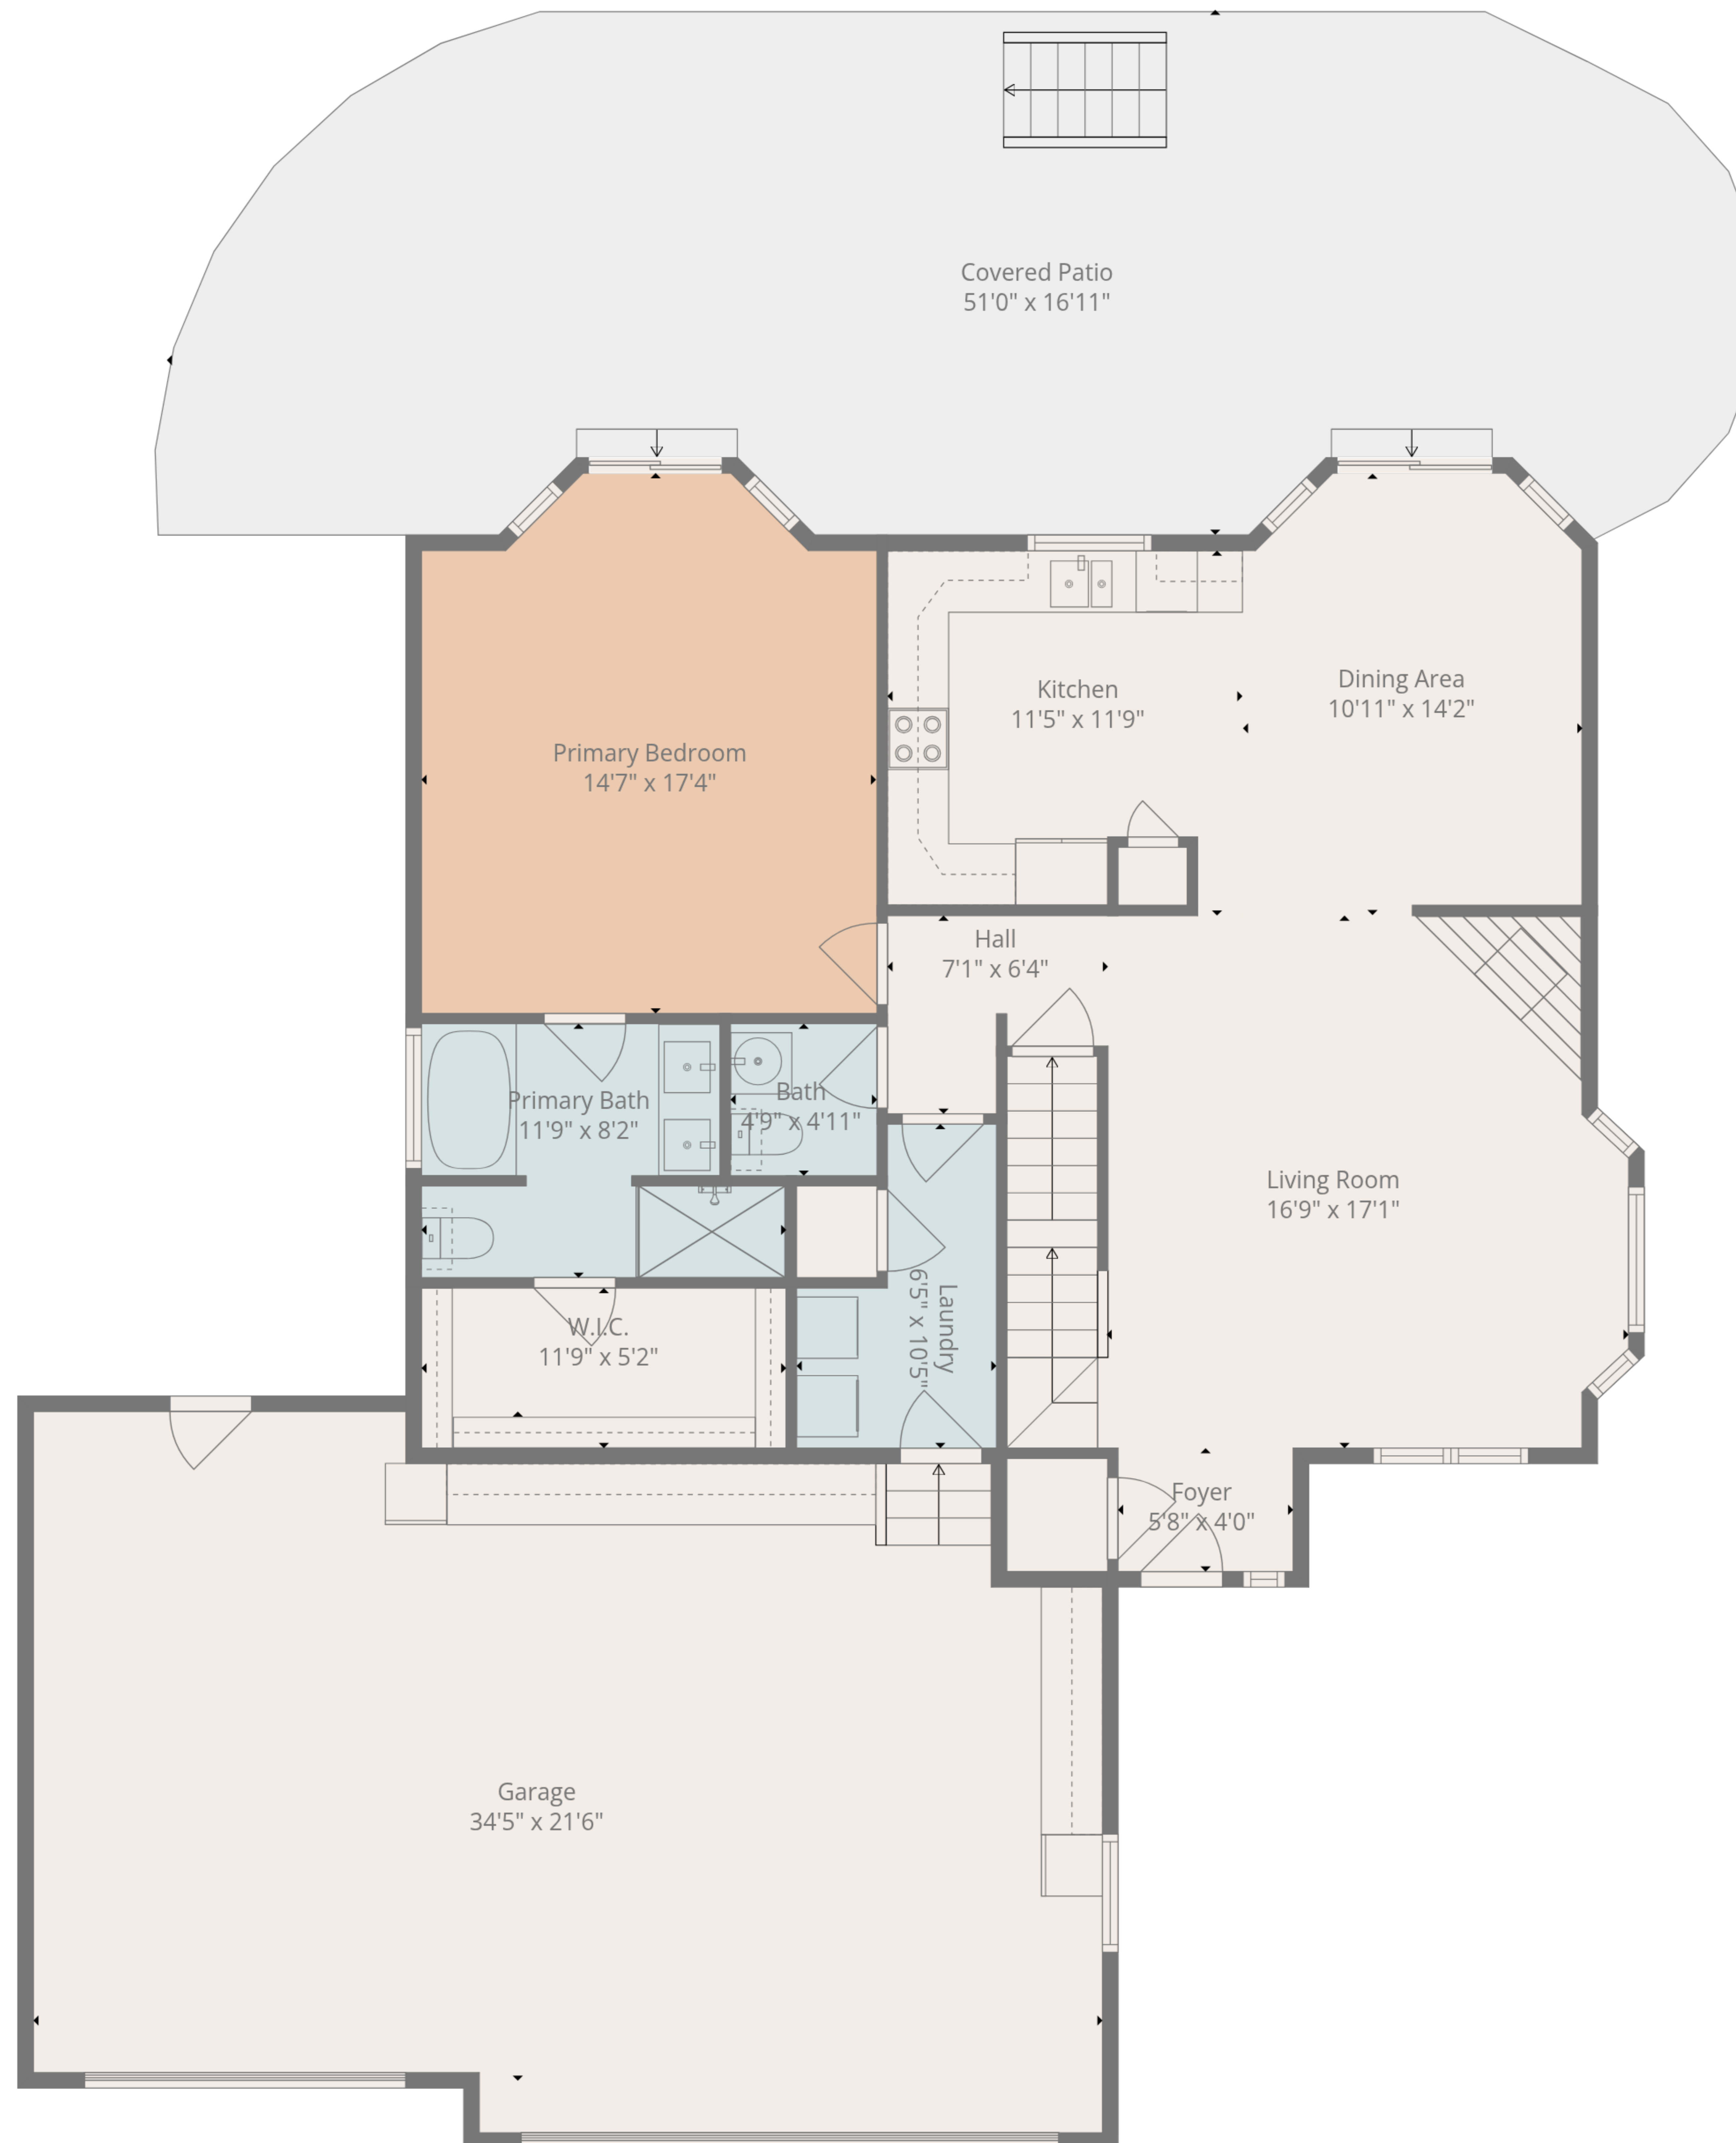 Covered Patio
51'0" x 16'11"
Kitchen
11'5" x 11'9"
Dining Area
10'11" x 14'2"
Primary Bedroom
14'7" x 17'4"
Hall
7'1" x 6'4"
Primary Bath
11'9" x 8'2"
Bath
4'9" x 4'11"
Living Room
16'9" x 17'1"
Laundry
6'5" x 10'5"
W.I.C.
11'9" x 5'2"
Foyer
5'8" x 4'0"
Garage
34'5" x 21'6"